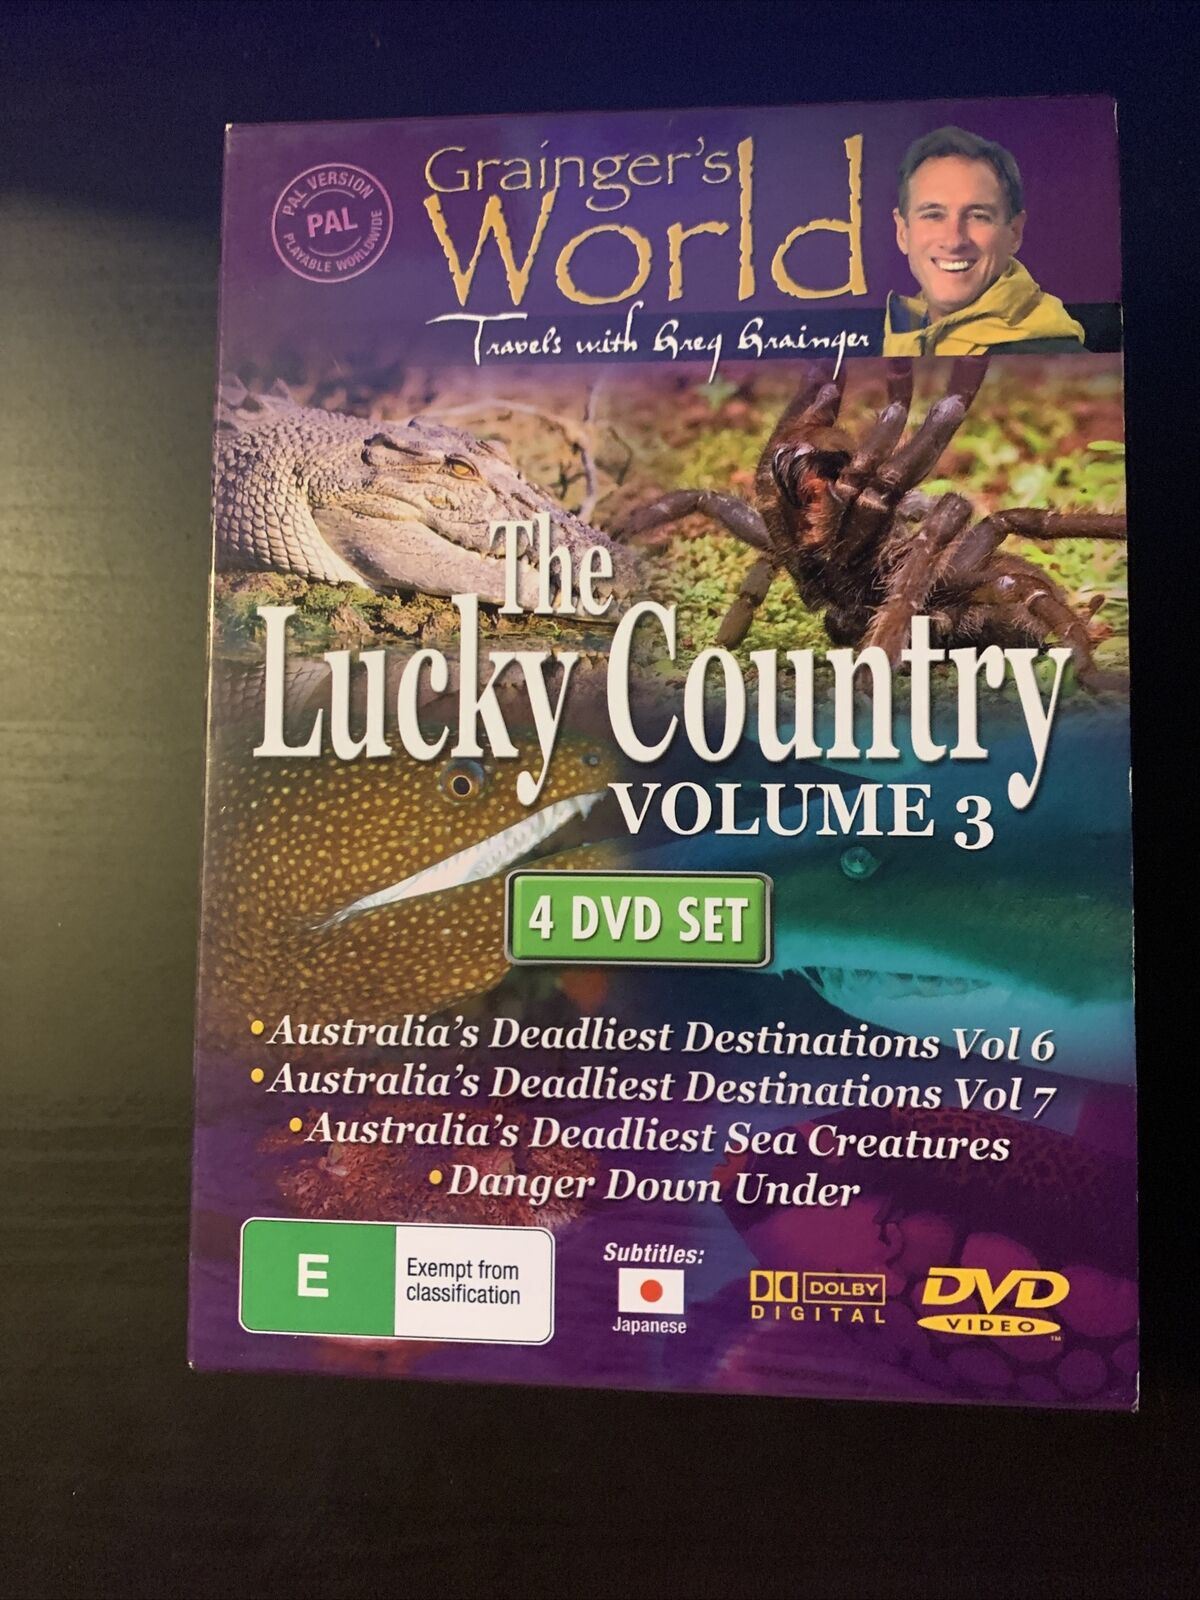 PAL VERSION
PAL
PLAYABLE WORLDWIDE
Grainger's
World
Travels with Greg Grainger
The
Lucky Country
VOLUME 3
4 DVD SET
•Australia's Deadliest Destinations Vol 6
•Australia's Deadliest Destinations Vol 7
•Australia's Deadliest Sea Creatures
•Danger Down Under
E
Exempt from
classification
Subtitles:
Japanese
DOLBY
DIGITAL
DVD
VIDEO
TM